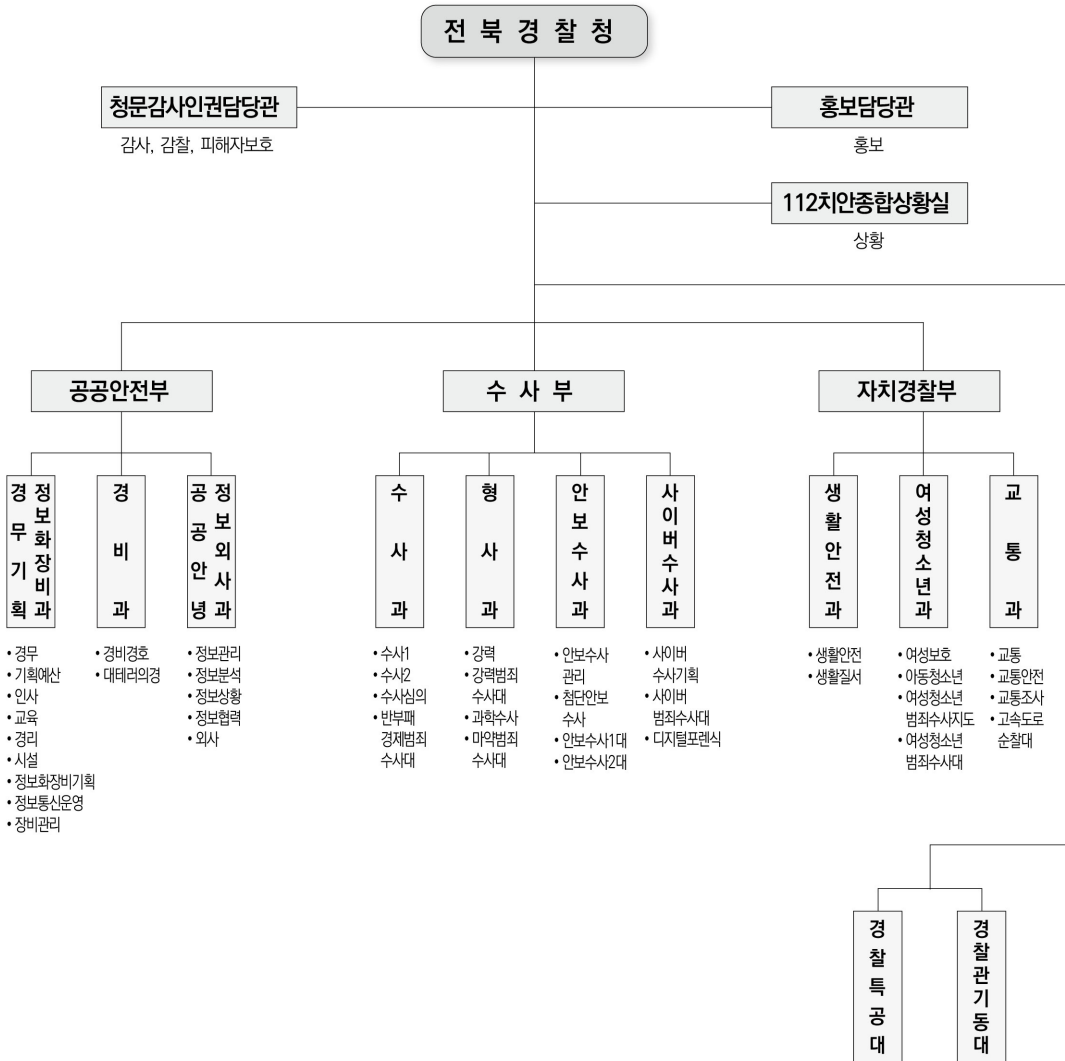 전북경찰청
청문감사인권담당관
감사, 감찰, 피해자보호
홍보담당관
홍보
112치안종합상황실
상황
공공안전부
경무기획
정보화장비과
• 경무
• 기획예산
• 인사
• 교육
• 경리
• 시설
• 정보화장비기획
• 정보통신운영
• 장비관리
경비과
• 경비경호
• 대테러의경
공공안녕
정보외사과
• 정보관리
• 정보분석
• 정보상황
• 정보협력
• 외사
수사부
수사과
• 수사1
• 수사2
• 수사심의
• 반부패
경제범죄
수사대
형사과
• 강력
• 강력범죄
수사대
• 과학수사
• 마약범죄
수사대
안보수사과
• 안보수사
관리
• 첨단안보
수사
• 안보수사1대
• 안보수사2대
사이버수사과
• 사이버
수사기획
• 사이버
범죄수사대
• 디지털포렌식
자치경찰부
생활안전과
• 생활안전
• 생활질서
여성청소년과
• 여성보호
• 아동청소년
• 여성청소년
범죄수사지도
• 여성청소년
범죄수사대
교통과
• 교통
• 교통안전
• 교통조사
• 고속도로
순찰대
경찰특공대
경찰관기동대